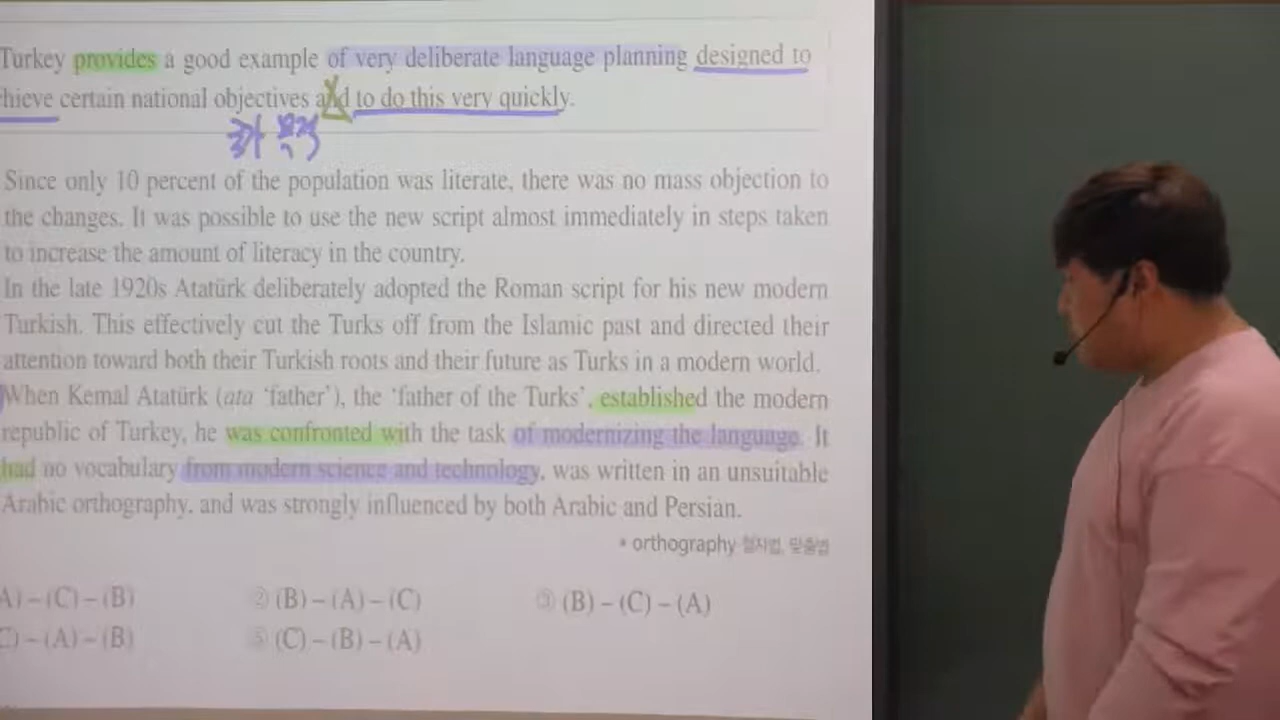 Turkey provides a good example of very deliberate language planning designed to
hieve certain national objectives and to do this very quickly.
Since only 10 percent of the population was literate, there was no mass objection to
the changes. It was possible to use the new script almost immediately in steps taken
to increase the amount of literacy in the country.
In the late 1920s Atatürk deliberately adopted the Roman script for his new modern
Turkish. This effectively cut the Turks off from the Islamic past and directed their
attention toward both their Turkish roots and their future as Turks in a modern world.
When Kemal Atatürk (ata ‘father’), the ‘father of the Turks’, established the modern
republic of Turkey, he was confronted with the task of modernizing the language. It
had no vocabulary from modern science and technology, was written in an unsuitable
Arabic orthography, and was strongly influenced by both Arabic and Persian.
* orthography 철자법, 맞춤법
A) – (C) – (B) ② (B) – (A) – (C) ③ (B) – (C) – (A)
C) – (A) – (B) ⑤ (C) – (B) – (A)